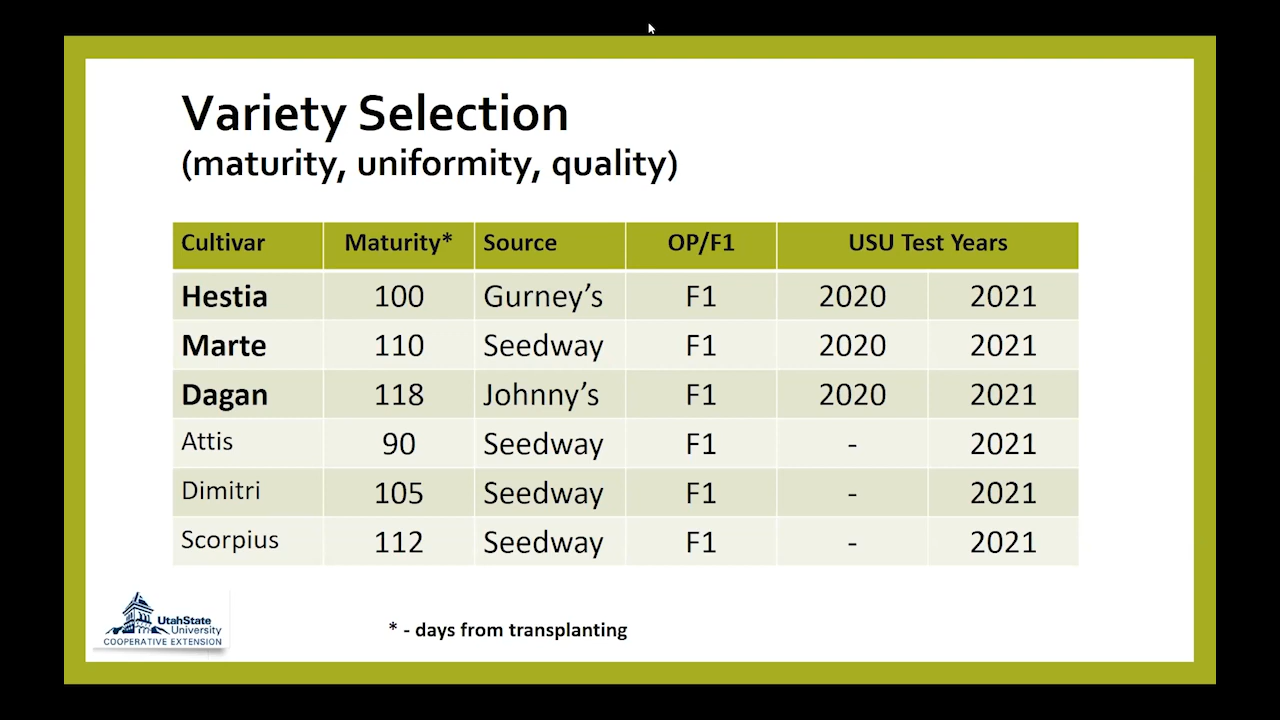 Variety Selection
(maturity, uniformity, quality)
Cultivar Maturity* Source OP/F1 USU Test Years
Hestia 100 Gurney’s F1 2020 2021
Marte 110 Seedway F1 2020 2021
Dagan 118 Johnny’s F1 2020 2021
Attis 90 Seedway F1 - 2021
Dimitri 105 Seedway F1 - 2021
Scorpius 112 Seedway F1 - 2021
UtahState
University
COOPERATIVE EXTENSION
* - days from transplanting